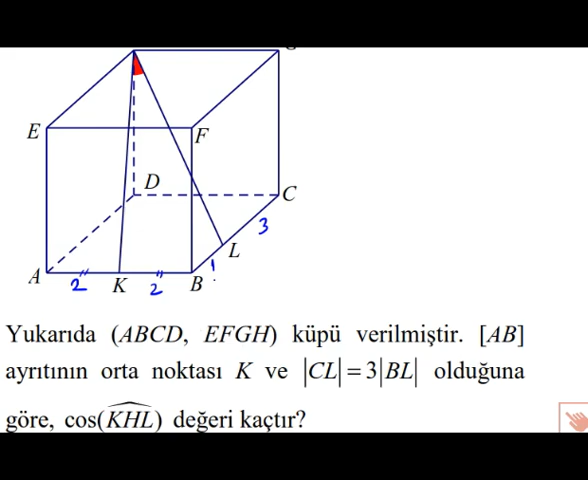 E
F
D
C
3
L
A
2
K
2
B
1
Yukarıda (ABCD, EFGH) küpü verilmiştir. [AB]
ayrıtının orta noktası K ve |CL| = 3|BL| olduğuna
göre, cos(KHL) değeri kaçtır?